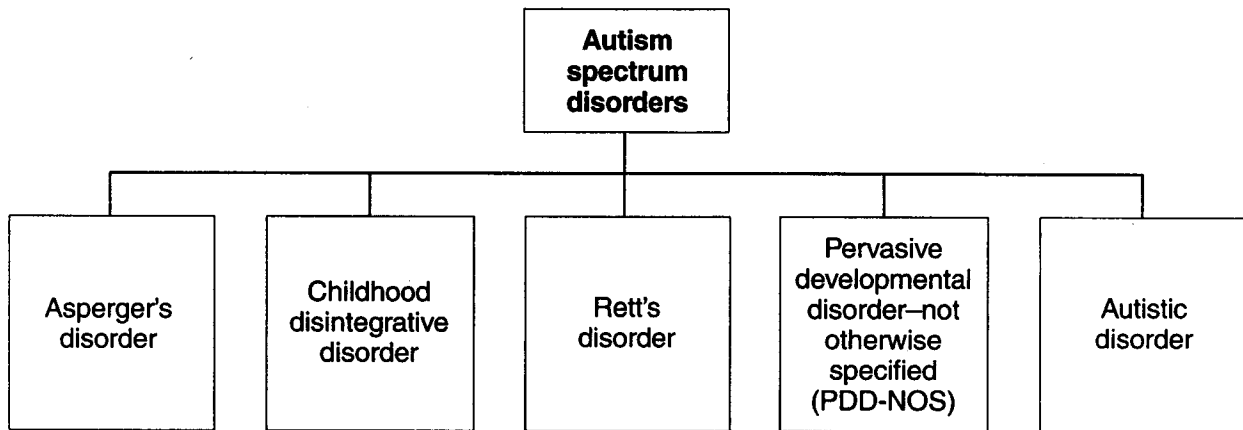 Autism
spectrum
disorders
Asperger's
disorder
Childhood
disintegrative
disorder
Rett's
disorder
Pervasive
developmental
disorder–not
otherwise
specified
(PDD-NOS)
Autistic
disorder